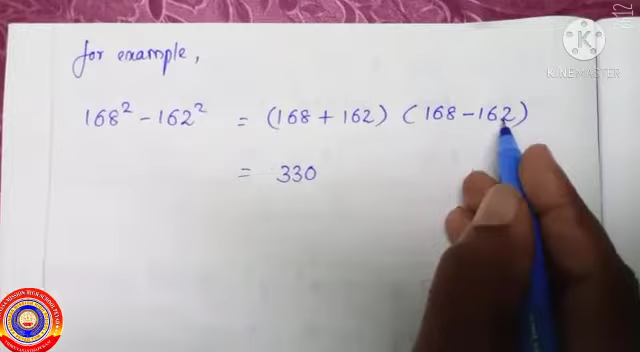 for example,
168² - 162² = (168 + 162) (168 - 162)
= 330
KINEMASTER